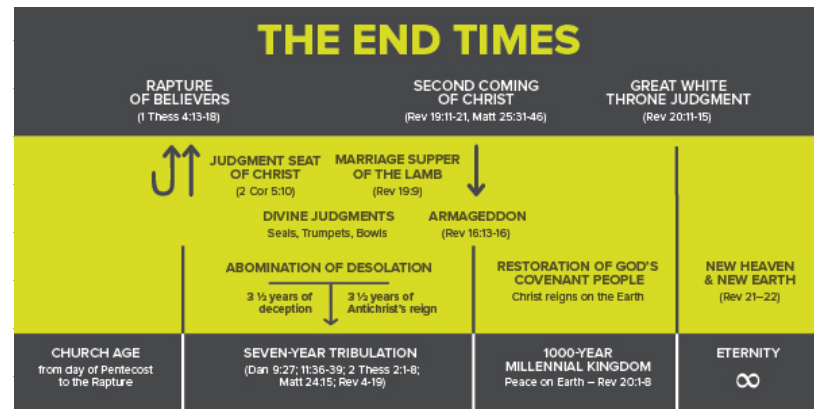 THE END TIMES
RAPTURE
OF BELIEVERS
(1 Thess 4:13-18)
SECOND COMING
OF CHRIST
(Rev 19:11-21, Matt 25:31-46)
GREAT WHITE
THRONE JUDGMENT
(Rev 20:11-15)
JUDGMENT SEAT
OF CHRIST
(2 Cor 5:10)
MARRIAGE SUPPER
OF THE LAMB
(Rev 19:9)
DIVINE JUDGMENTS
Seals, Trumpets, Bowls
ARMAGEDDON
(Rev 16:13-16)
ABOMINATION OF DESOLATION
3 ½ years of
deception
3 ½ years of
Antichrist's reign
RESTORATION OF GOD'S
COVENANT PEOPLE
Christ reigns on the Earth
NEW HEAVEN
& NEW EARTH
(Rev 21–22)
CHURCH AGE
from day of Pentecost
to the Rapture
SEVEN-YEAR TRIBULATION
(Dan 9:27; 11:36-39; 2 Thess 2:1-8;
Matt 24:15; Rev 4-19)
1000-YEAR
MILLENNIAL KINGDOM
Peace on Earth – Rev 20:1-8
ETERNITY
∞